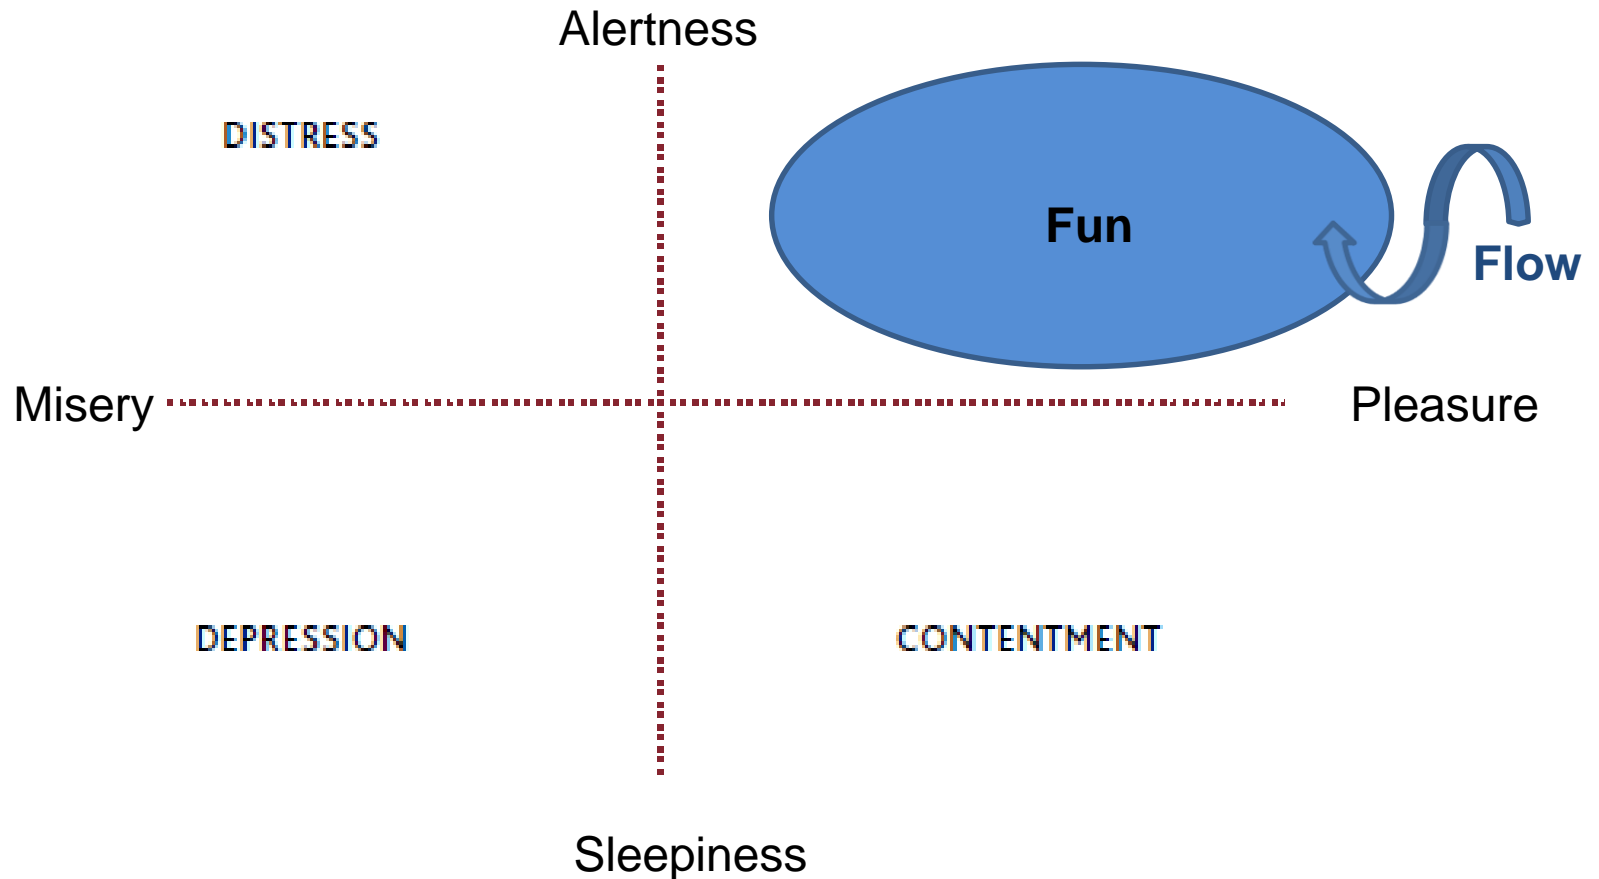 Alertness
DISTRESS
Fun
Flow
Misery
Pleasure
DEPRESSION
CONTENTMENT
Sleepiness